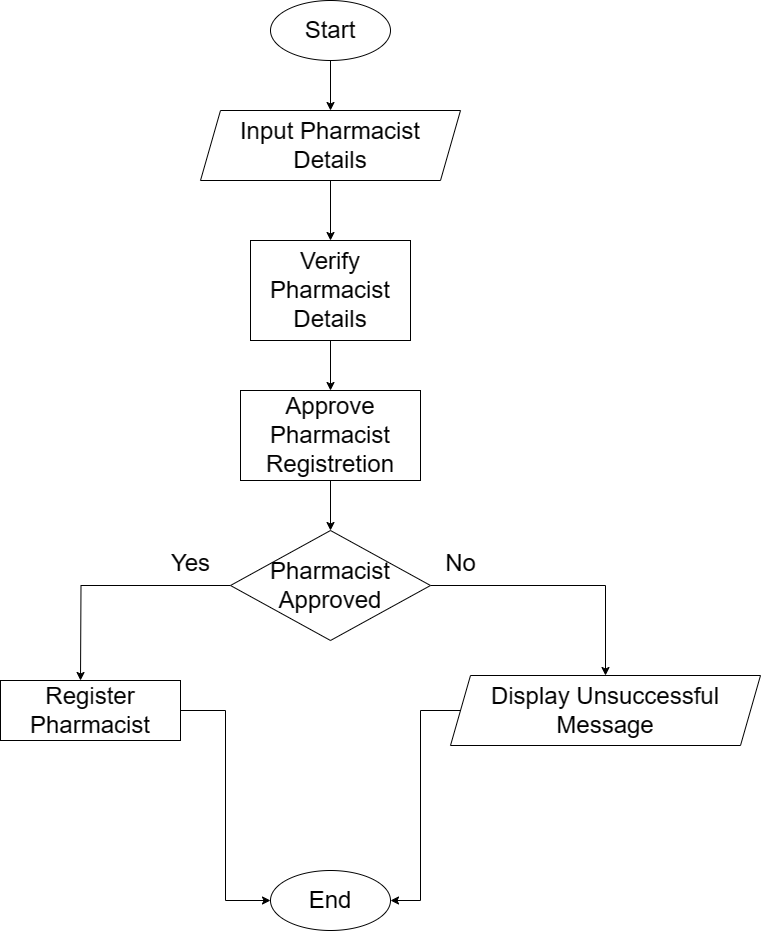 Start
Input Pharmacist
Details
Verify
Pharmacist
Details
Approve
Pharmacist
Registretion
Yes
No
Pharmacist
Approved
Register
Pharmacist
Display Unsuccessful
Message
End